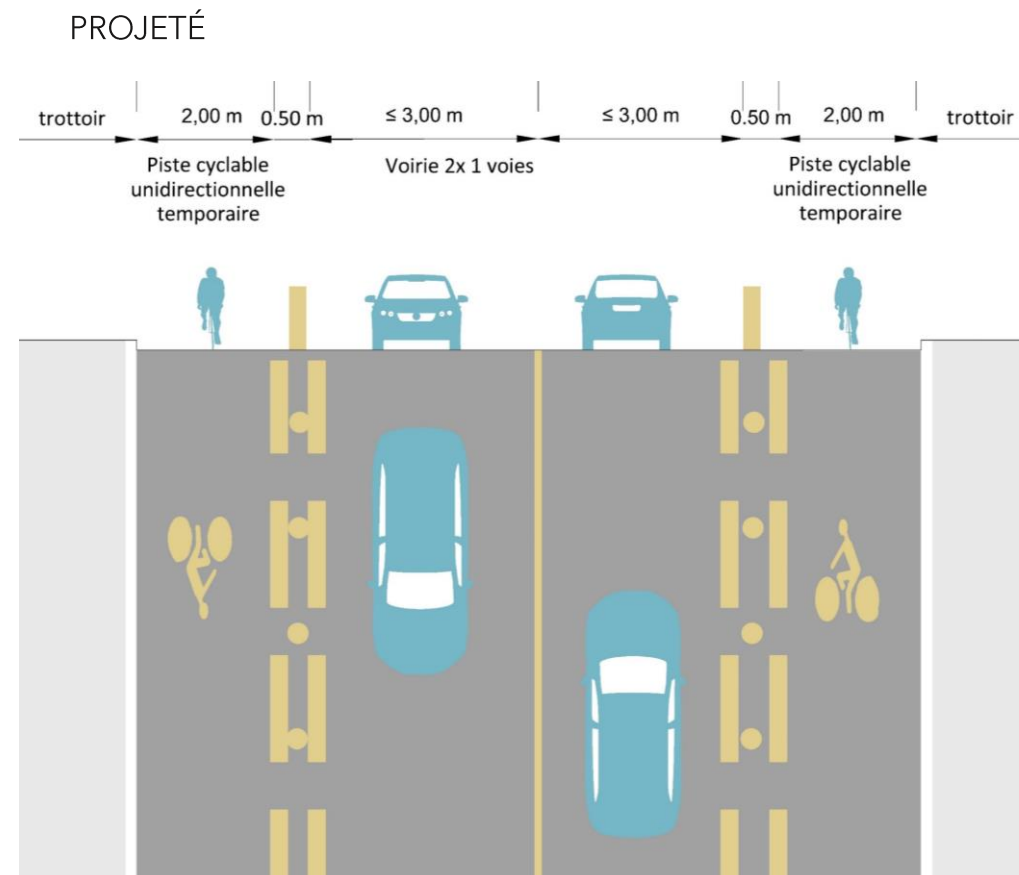 PROJETÉ
trottoir
2,00 m
0.50 m
≤ 3,00 m
≤ 3,00 m
0.50 m
2,00 m
trottoir
Piste cyclable
unidirectionnelle
temporaire
Voirie 2x 1 voies
Piste cyclable
unidirectionnelle
temporaire